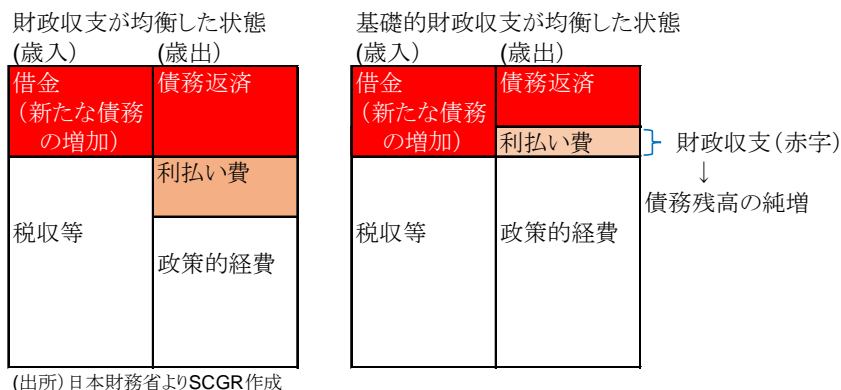 財政収支が均衡した状態
(歳入)
(歳出)
借金
(新たな債務
の増加)
債務返済
利払い費
税収等
政策的経費
基礎的財政収支が均衡した状態
(歳入)
(歳出)
借金
(新たな債務
の増加)
債務返済
利払い費
税収等
政策的経費
財政収支(赤字)
↓
債務残高の純増
(出所)日本財務省よりSCGR作成